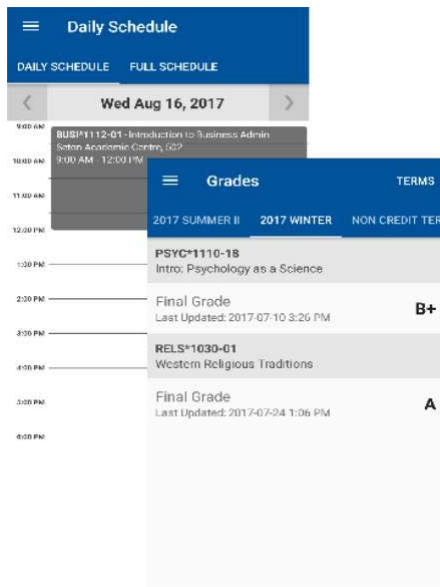 Daily Schedule
DAILY SCHEDULE FULL SCHEDULE
Wed Aug 16, 2017
9:00 AM
BUSI*1112-01 - Introduction to Business Admin
Seton Academic Centre, 502
9:00 AM - 12:00 PM
10:00 AM
11:00 AM
12:00 PM
1:00 PM
2:00 PM
3:00 PM
4:00 PM
5:00 PM
6:00 PM
Grades TERMS
2017 SUMMER II 2017 WINTER NON CREDIT TER
PSYC*1110-18
Intro: Psychology as a Science
Final Grade B+
Last Updated: 2017-07-10 3:26 PM
RELS*1030-01
Western Religious Traditions
Final Grade A
Last Updated: 2017-07-24 1:06 PM